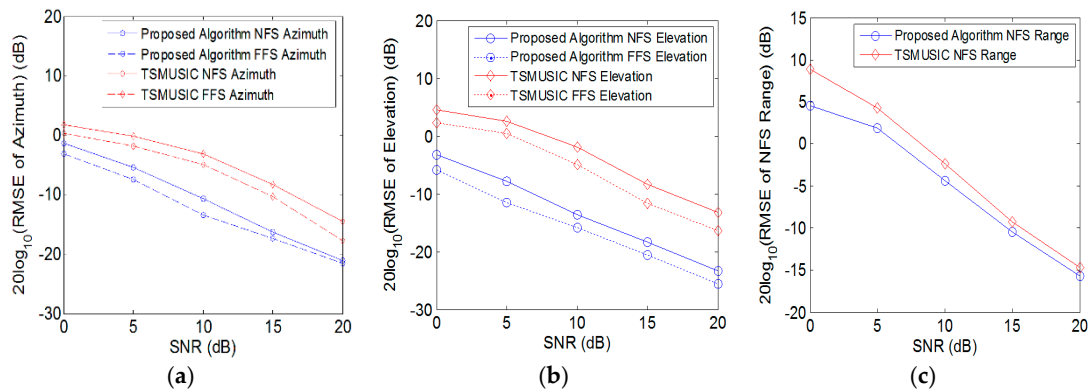 20
10
0
-10
-20
-30
0
5
10
15
20
20log10(RMSE of Azimuth) (dB)
SNR (dB)
Proposed Algorithm NFS Azimuth
Proposed Algorithm FFS Azimuth
TSMUSIC NFS Azimuth
TSMUSIC FFS Azimuth
(a)
20
10
0
-10
-20
-30
0
5
10
15
20
20log10(RMSE of Elevation) (dB)
SNR (dB)
Proposed Algorithm NFS Elevation
Proposed Algorithm FFS Elevation
TSMUSIC NFS Elevation
TSMUSIC FFS Elevation
(b)
15
10
5
0
-5
-10
-15
-20
0
5
10
15
20
20log10(RMSE of NFS Range) (dB)
SNR (dB)
Proposed Algorithm NFS Range
TSMUSIC NFS Range
(c)